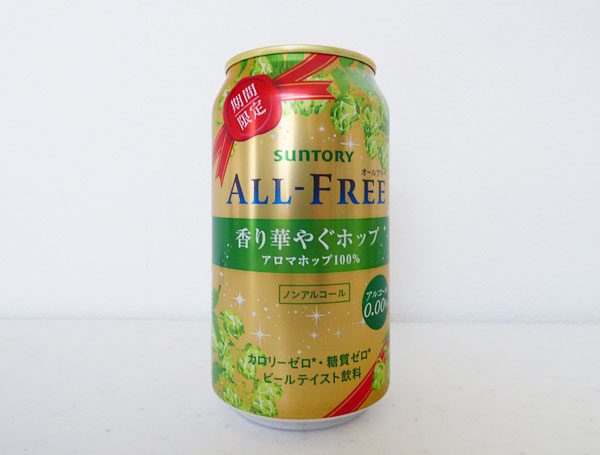 期間
限定
SUNTORY
オールフリー
ALL-FREE
香り華やぐホップ
アロマホップ100%
ノンアルコール
アルコール
0.00%
カロリーゼロ*・糖質ゼロ*
ビールテイスト飲料